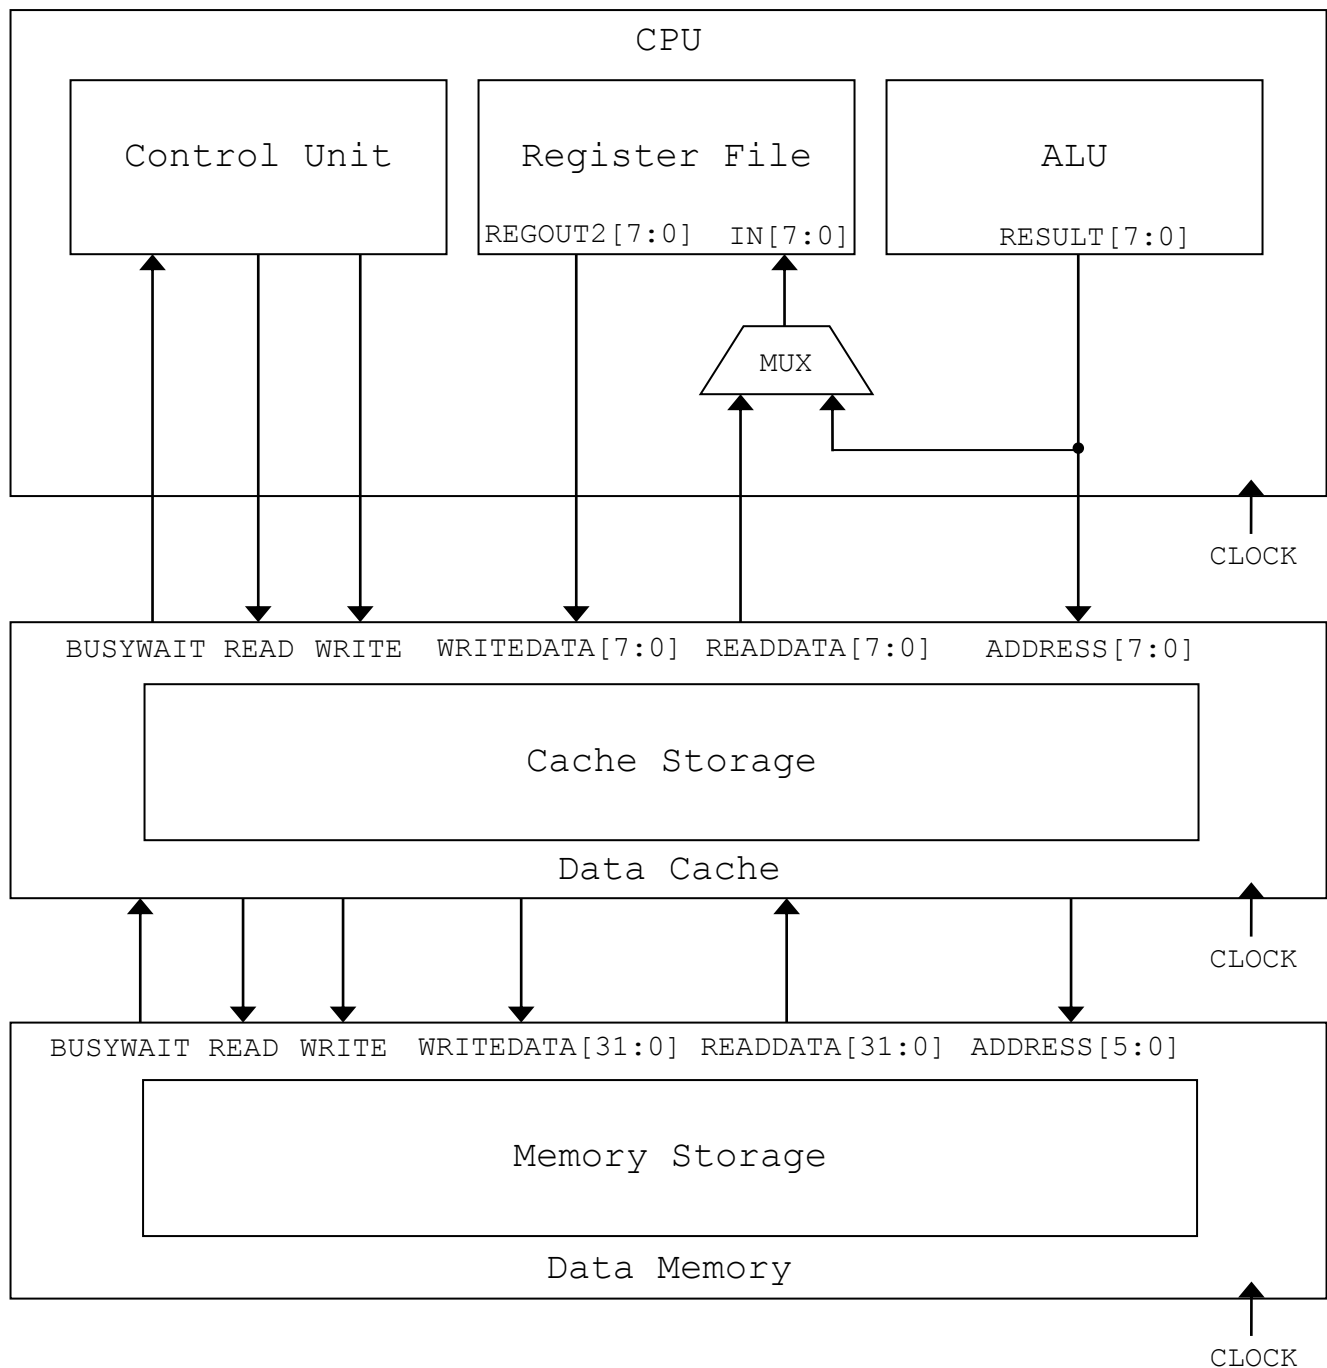 CPU
Control Unit
Register File
ALU
REGOUT2[7:0] IN[7:0]
RESULT[7:0]
MUX
CLOCK
BUSYWAIT READ WRITE WRITEDATA[7:0] READDATA[7:0] ADDRESS[7:0]
Cache Storage
Data Cache
CLOCK
BUSYWAIT READ WRITE WRITEDATA[31:0] READDATA[31:0] ADDRESS[5:0]
Memory Storage
Data Memory
CLOCK